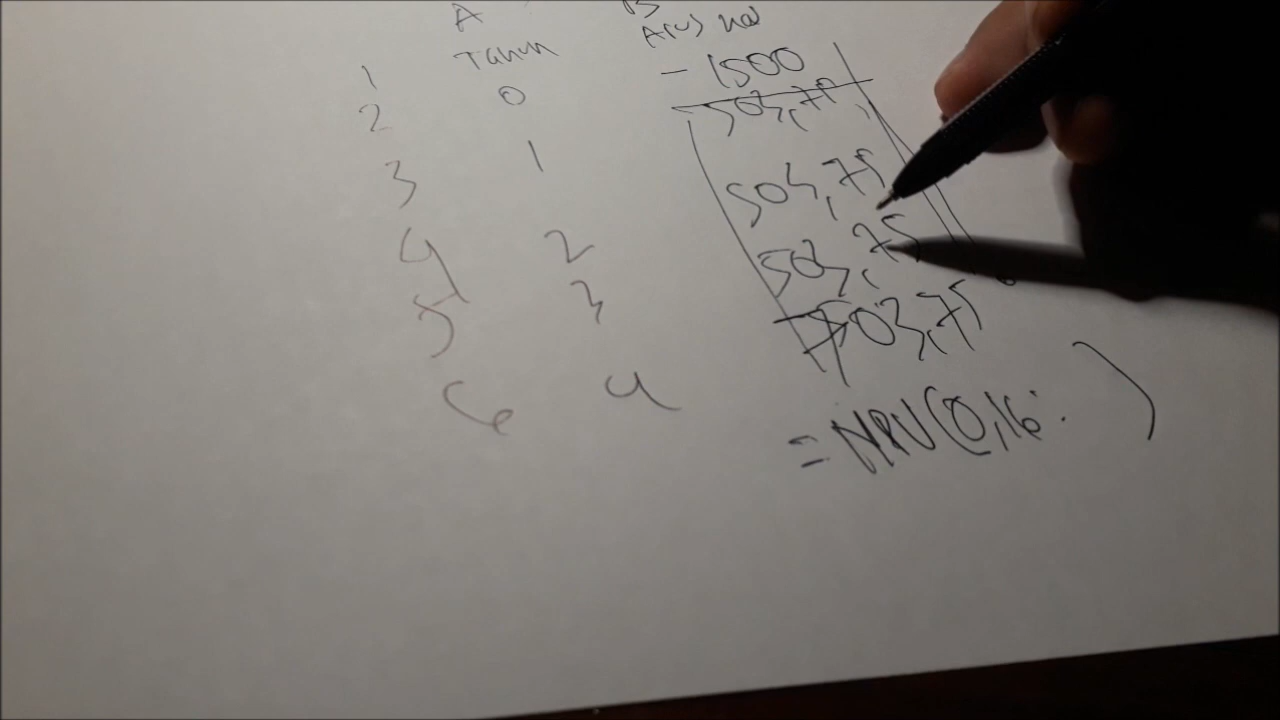 A B
1 Tahun Arus kas
2 0 - 1500
3 1 503,75
4 2 503,75
5 3 503,75
6 4 503,75
= NPV(0,16: )